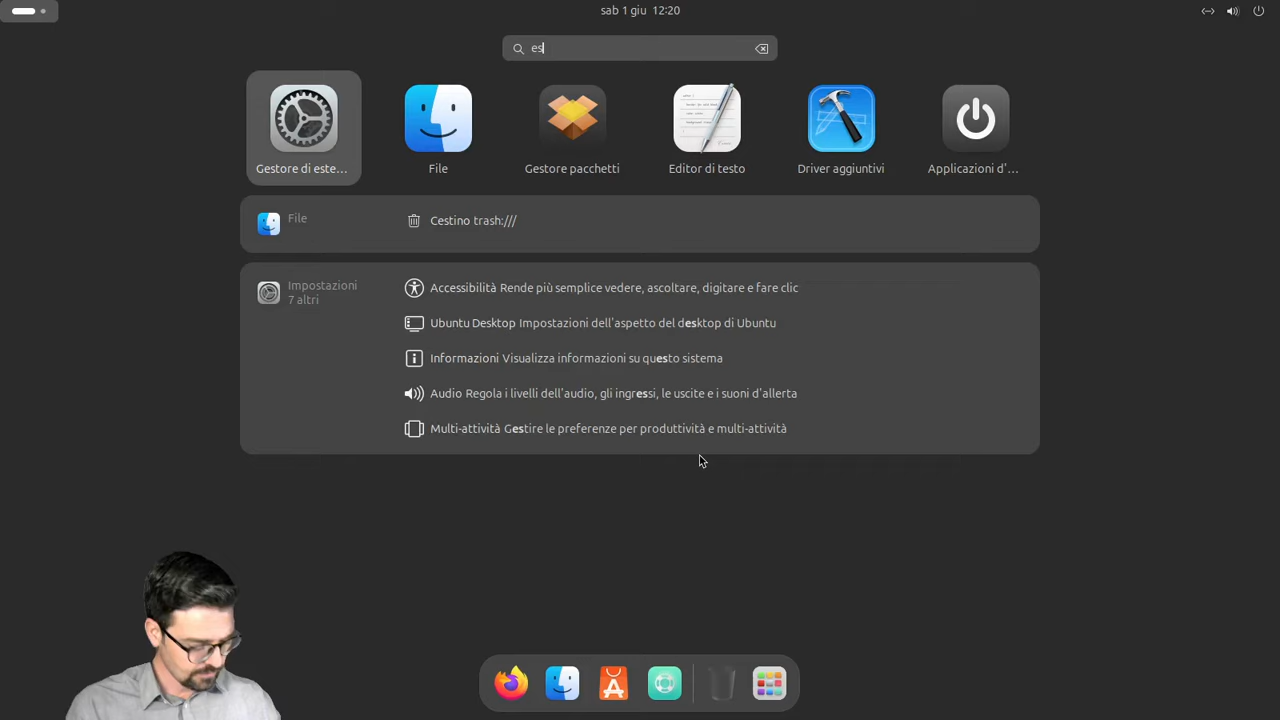 sab 1 giu 12:20
es
Gestore di este...
File
Gestore pacchetti
Editor di testo
Driver aggiuntivi
Applicazioni d'...
File
Cestino trash:///
Impostazioni
7 altri
Accessibilità Rende più semplice vedere, ascoltare, digitare e fare clic
Ubuntu Desktop Impostazioni dell'aspetto del desktop di Ubuntu
Informazioni Visualizza informazioni su questo sistema
Audio Regola i livelli dell'audio, gli ingressi, le uscite e i suoni d'allerta
Multi-attività Gestire le preferenze per produttività e multi-attività